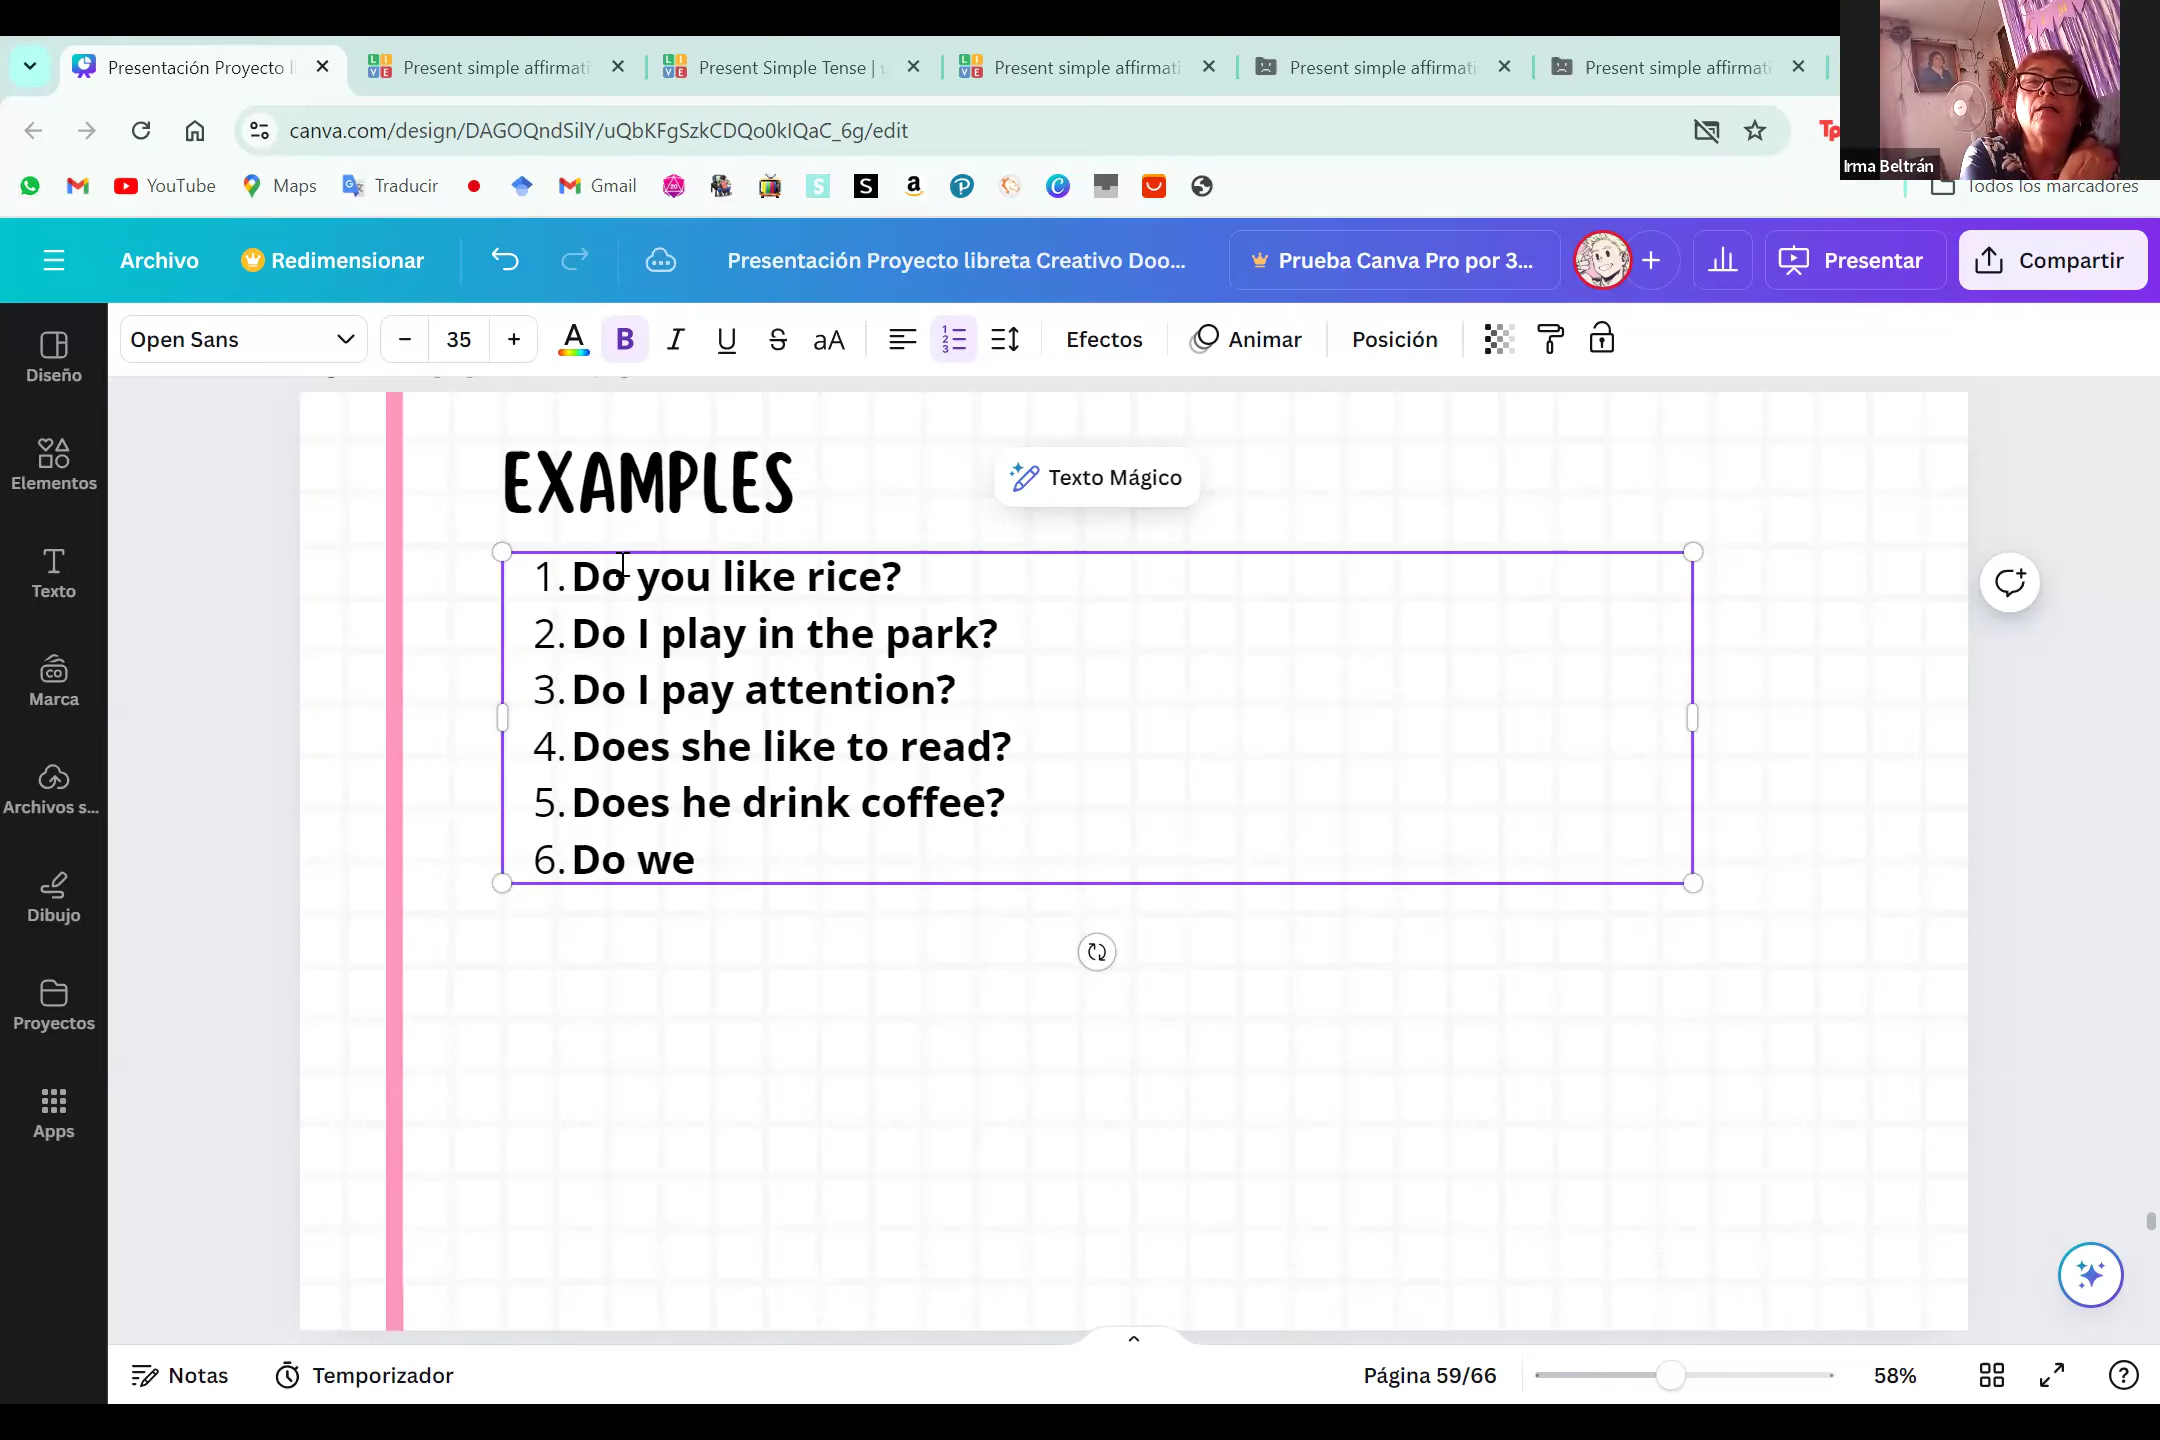 Presentación Proyecto l
Present simple affirmati
Present Simple Tense |
Present simple affirmati
Present simple affirmati
Present simple affirmati
canva.com/design/DAGOQndSilY/uQbKFgSzkCDQo0kIQaC_6g/edit
Irma Beltrán
YouTube
Maps
Traducir
Gmail
Todos los marcadores
Archivo
Redimensionar
Presentación Proyecto libreta Creativo Doo...
Prueba Canva Pro por 3...
Presentar
Compartir
Open Sans
35
Efectos
Animar
Posición
Diseño
Elementos
Texto
Marca
Archivos s...
Dibujo
Proyectos
Apps
EXAMPLES
Texto Mágico
1. Do you like rice?
2. Do I play in the park?
3. Do I pay attention?
4. Does she like to read?
5. Does he drink coffee?
6. Do we
Notas
Temporizador
Página 59/66
58%